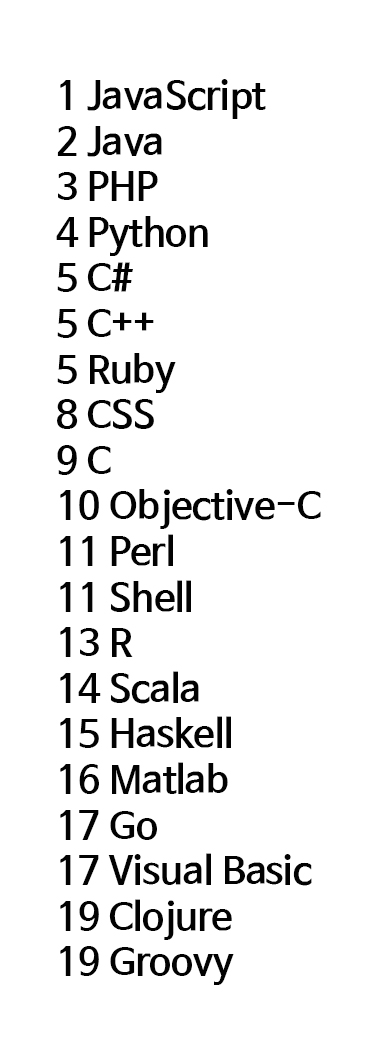 1 JavaScript
2 Java
3 PHP
4 Python
5 C#
5 C++
5 Ruby
8 CSS
9 C
10 Objective-C
11 Perl
11 Shell
13 R
14 Scala
15 Haskell
16 Matlab
17 Go
17 Visual Basic
19 Clojure
19 Groovy